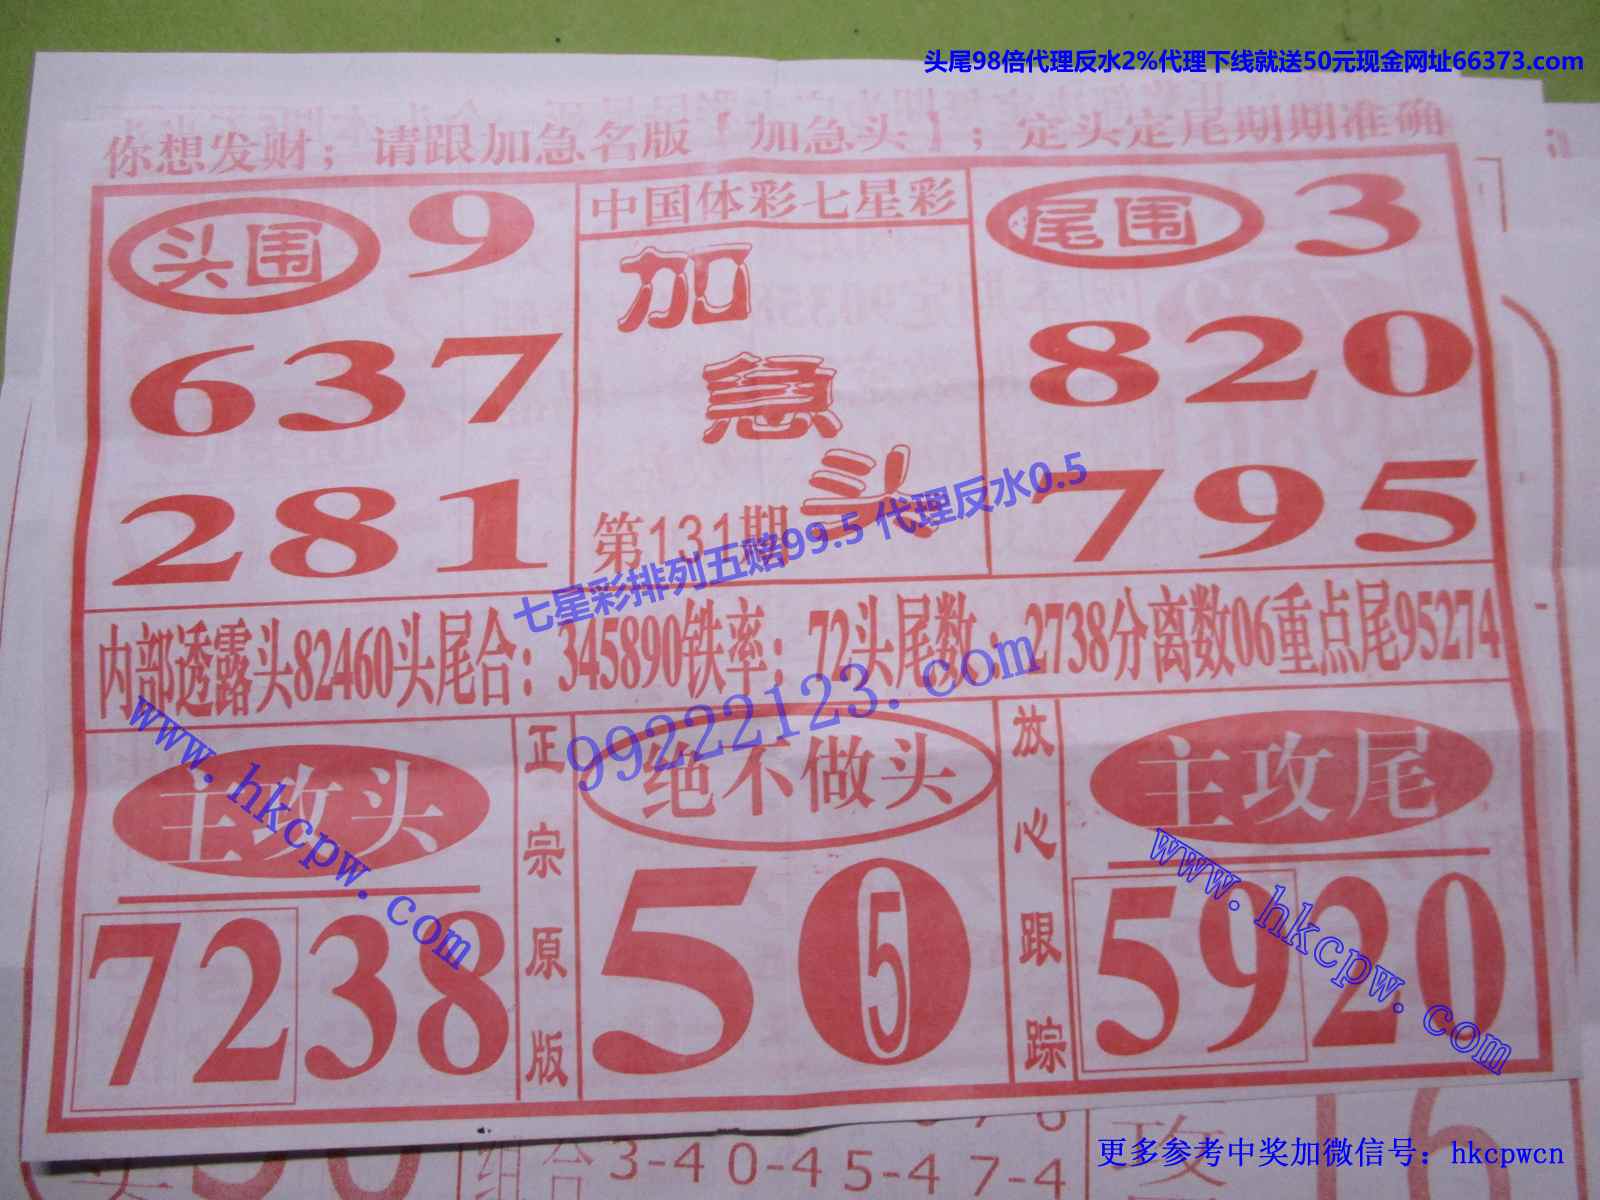 头尾98倍代理反水2%代理下线就送50元现金网址66373.com
你想发财；请跟加急名版【加急头】；定头定尾期期准确
头围 9
637
281
中国体彩七星彩
加
急
头
第131期
尾围 3
820
795
七星彩排列五赔99.5 代理反水0.5
内部透露头82460头尾合：345890铁率：72头尾数：2738分离数06重点尾95274
99222123.com
www.hkcpw.com
主攻头
7238
正宗原版
绝不做头
50
5
放心跟踪
主攻尾
5920
www.hkcpw.com
组合3-40-45-47-4
攻16
更多参考中奖加微信号：hkcpwcn